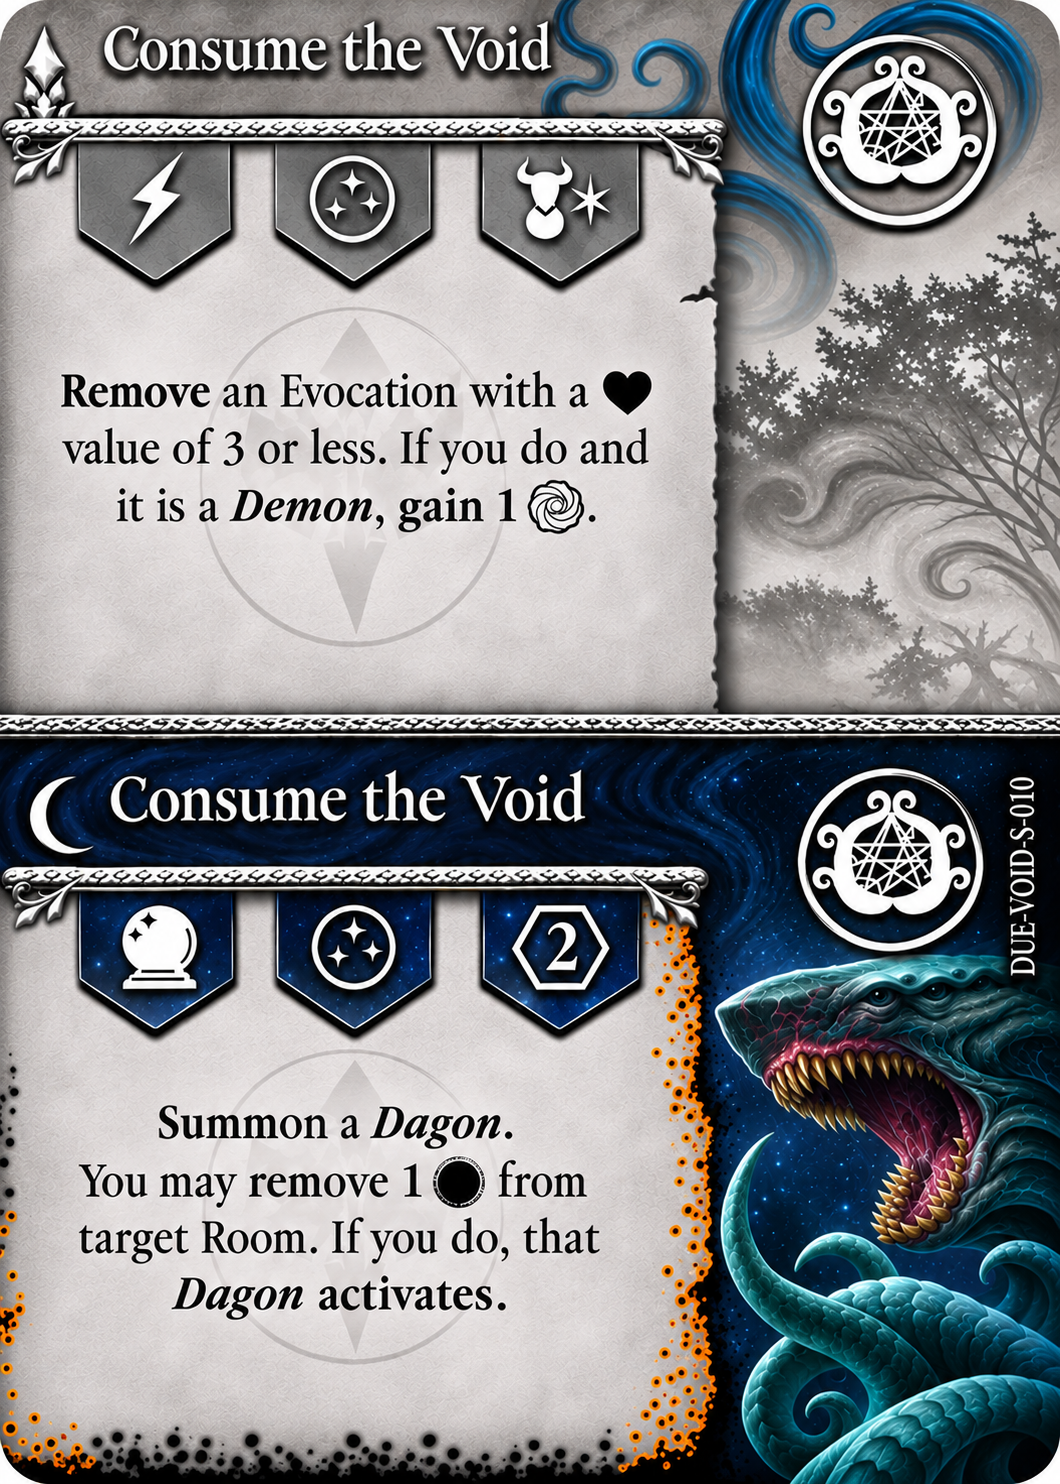 Consume the Void
Remove an Evocation with a
value of 3 or less. If you do and
it is a Demon, gain 1 .
Consume the Void
DUE-VOID-S-010
2
Summon a Dagon.
You may remove 1 from
target Room. If you do, that
Dagon activates.